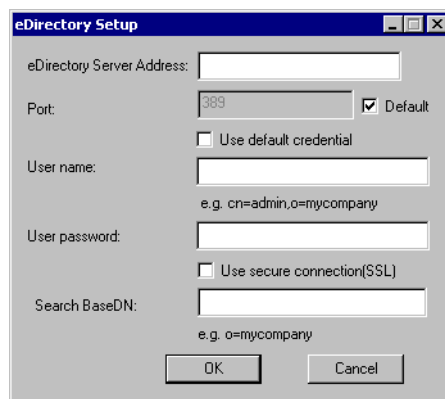 eDirectory Setup
eDirectory Server Address:
Port: 389 Default
Use default credential
User name:
e.g. cn=admin,o=mycompany
User password:
Use secure connection(SSL)
Search BaseDN:
e.g. o=mycompany
OK Cancel